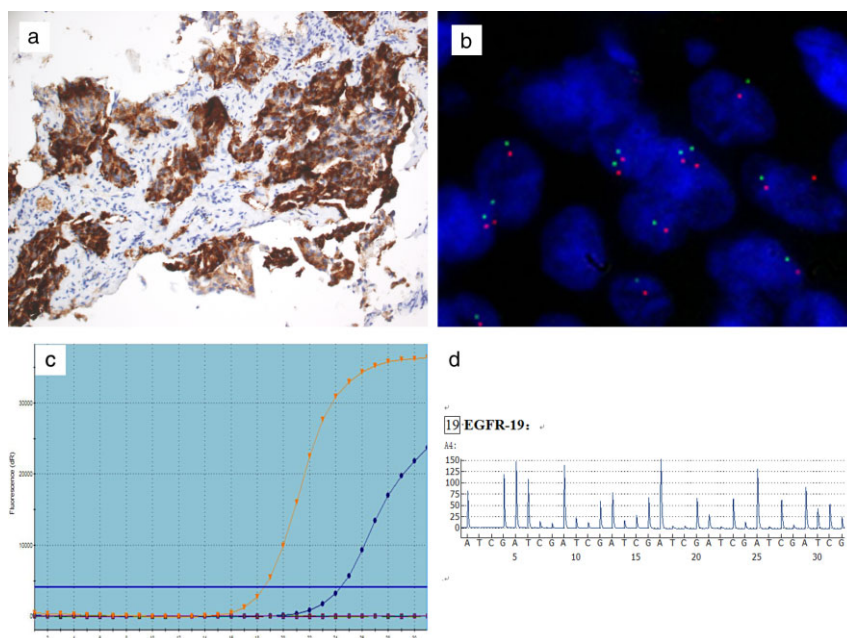 a
b
c
Fluorescence (dR)
30000
20000
10000
0
d
19 EGFR-19:
A4:
150
125
100
75
50
25
0
A T C G A T C G A T C G A T C G A T C G A T C G A T C G A T C G
5 10 15 20 25 30